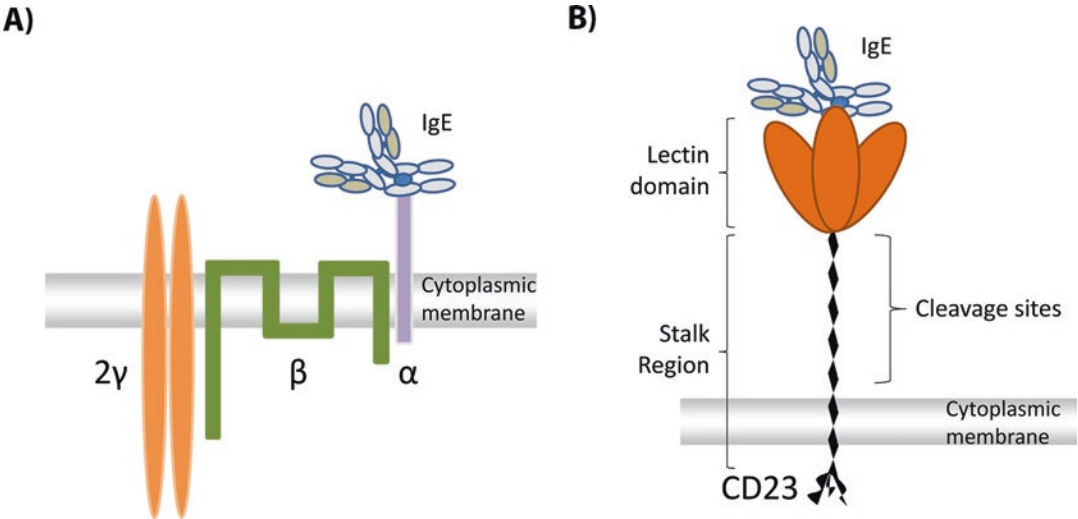 A)
IgE
Cytoplasmic
membrane
2γ
β
α
B)
IgE
Lectin
domain
Cleavage sites
Stalk
Region
Cytoplasmic
membrane
CD23